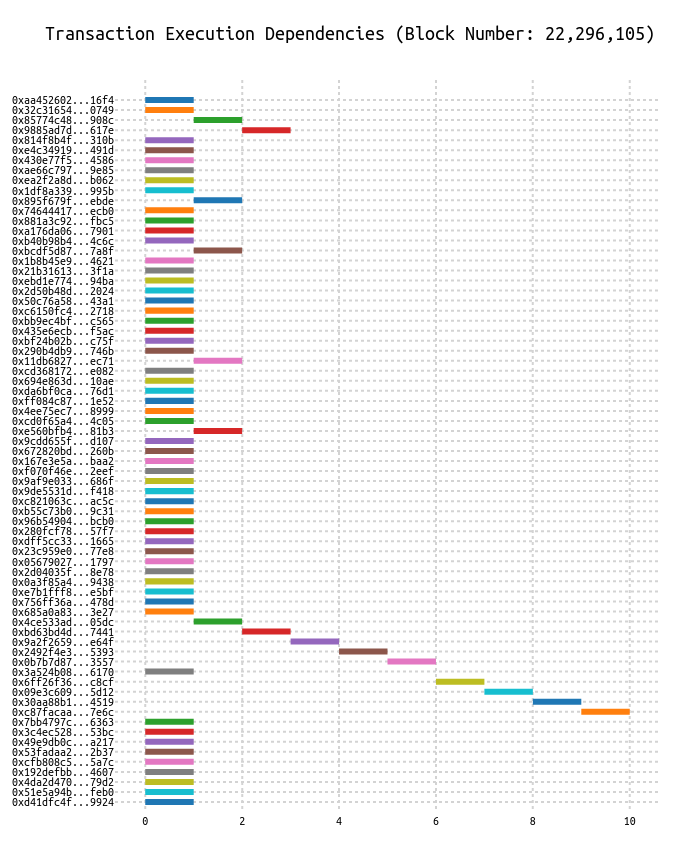 Transaction Execution Dependencies (Block Number: 22,296,105)
0xaa452602...16f4
0x32c31654...0749
0x85774c48...908c
0x9885ad7d...617e
0x814f8b4f...310b
0xe4c34919...491d
0x430e77f5...4586
0xae66c797...9e85
0xea2f2a8d...b062
0x1df8a339...995b
0x895f679f...ebde
0x74644417...ecb0
0x881a3c92...fbc5
0xa176da06...7901
0xb40b98b4...4c6c
0xbcdf5d87...7a8f
0x1b8b45e9...4621
0x21b31613...3f1a
0xebd1e774...94ba
0x2d50b48d...2024
0x50c76a58...43a1
0xc6150fc4...2718
0xbb9ec4bf...c565
0x435e6ecb...f5ac
0xbf24b02b...c75f
0x290b4db9...746b
0x11db6827...ec71
0xcd368172...e082
0x694e863d...10ae
0xda6bf0ca...76d1
0xff084c87...1e52
0x4ee75ec7...8999
0xcd0f65a4...4c05
0xe560bfb4...81b3
0x9cdd655f...d107
0x672820bd...260b
0x167e3e5a...baa2
0xf070f46e...2eef
0x9af9e033...686f
0x9de5531d...f418
0xc821063c...ac5c
0xb55c73b0...9c31
0x96b54904...bcb0
0x280fcf78...57f7
0xdff5cc33...1665
0x23c959e0...77e8
0x05679027...1797
0x2d04035f...8e78
0x0a3f85a4...9438
0xe7b1fff8...e5bf
0x756ff36a...478d
0x685a0a83...3e27
0x4ce533ad...05dc
0xbd63bd4d...7441
0x9a2f2659...e64f
0x2492f4e3...5393
0x0b7b7d87...3557
0x3a524b08...6170
0x6ff26f36...c8cf
0x09e3c609...5d12
0x30aa88b1...4519
0xc87facaa...7e6c
0x7bb4797c...6363
0x3c4ec528...53bc
0x49e9db0c...a217
0x53fadaa2...2b37
0xcfb808c5...5a7c
0x192defbb...4607
0x4da2d470...79d2
0x51e5a94b...feb0
0xd41dfc4f...9924
0 2 4 6 8 10